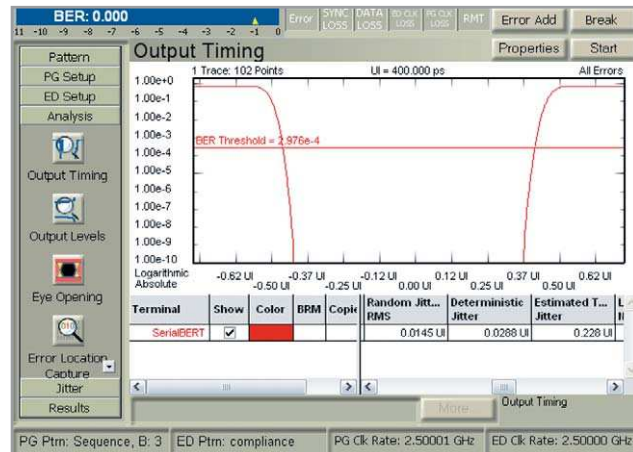 BER: 0.000
11 -10 -9 -8 -7 -6 -5 -4 -3 -2 -1 0
Error
SYNC LOSS
DATA LOSS
ED CLK LOSS
PG CLK LOSS
RMT
Error Add
Break
Output Timing
Properties
Start
Pattern
PG Setup
ED Setup
Analysis
Output Timing
Output Levels
Eye Opening
Error Location
Capture
Jitter
Results
1 Trace: 102 Points
UI = 400.000 ps
All Errors
1.00e+0
1.00e-1
1.00e-2
1.00e-3
1.00e-4
1.00e-5
1.00e-6
1.00e-7
1.00e-8
1.00e-9
1.00e-10
BER Threshold = 2.976e-4
Logarithmic
Absolute
-0.62 UI -0.37 UI -0.12 UI 0.12 UI 0.37 UI 0.62 UI
-0.50 UI -0.25 UI 0.00 UI 0.25 UI 0.50 UI
Terminal Show Color BRM Copie
Random Jitt... RMS
Deterministic Jitter
Estimated T... Jitter
SerialBERT 0.0145 UI 0.0288 UI 0.228 UI
More...
Output Timing
PG Ptrn: Sequence, B: 3
ED Ptrn: compliance
PG Clk Rate: 2.50001 GHz
ED Clk Rate: 2.50000 GHz